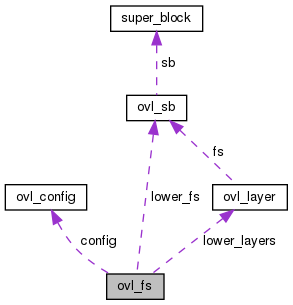 super_block
sb
ovl_sb
fs
ovl_config
lower_fs
ovl_layer
config
lower_layers
ovl_fs